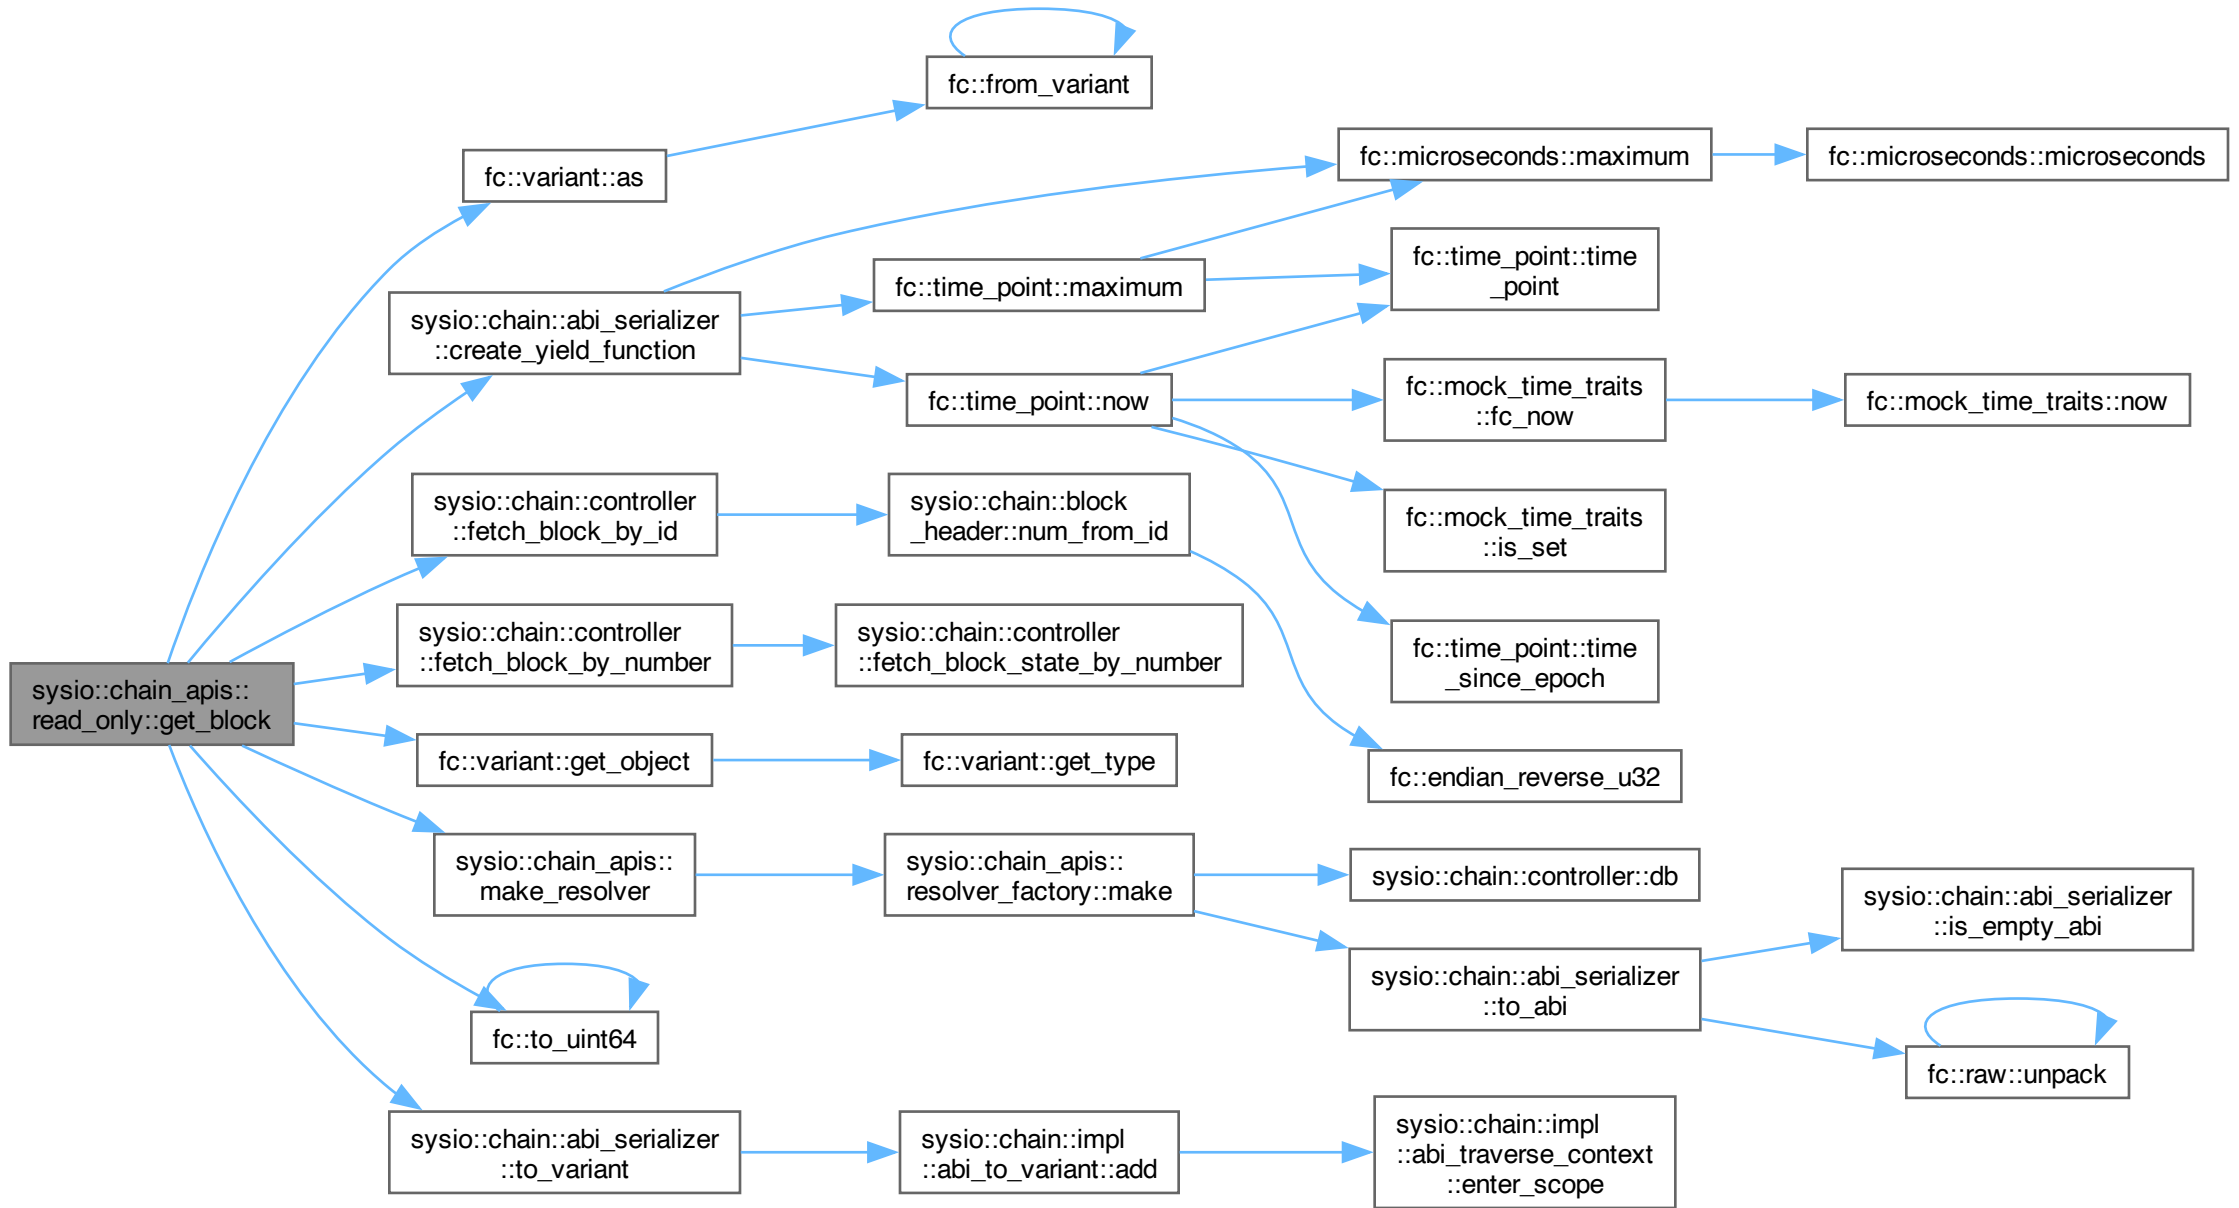 fc::from_variant
fc::variant::as
fc::microseconds::maximum
fc::microseconds::microseconds
sysio::chain::abi_serializer
::create_yield_function
fc::time_point::maximum
fc::time_point::time
_point
fc::time_point::now
fc::mock_time_traits
::fc_now
fc::mock_time_traits::now
sysio::chain::controller
::fetch_block_by_id
sysio::chain::block
_header::num_from_id
fc::mock_time_traits
::is_set
sysio::chain::controller
::fetch_block_by_number
sysio::chain::controller
::fetch_block_state_by_number
fc::time_point::time
_since_epoch
sysio::chain_apis::
read_only::get_block
fc::variant::get_object
fc::variant::get_type
fc::endian_reverse_u32
sysio::chain_apis::
make_resolver
sysio::chain_apis::
resolver_factory::make
sysio::chain::controller::db
sysio::chain::abi_serializer
::is_empty_abi
sysio::chain::abi_serializer
::to_abi
fc::to_uint64
fc::raw::unpack
sysio::chain::abi_serializer
::to_variant
sysio::chain::impl
::abi_to_variant::add
sysio::chain::impl
::abi_traverse_context
::enter_scope